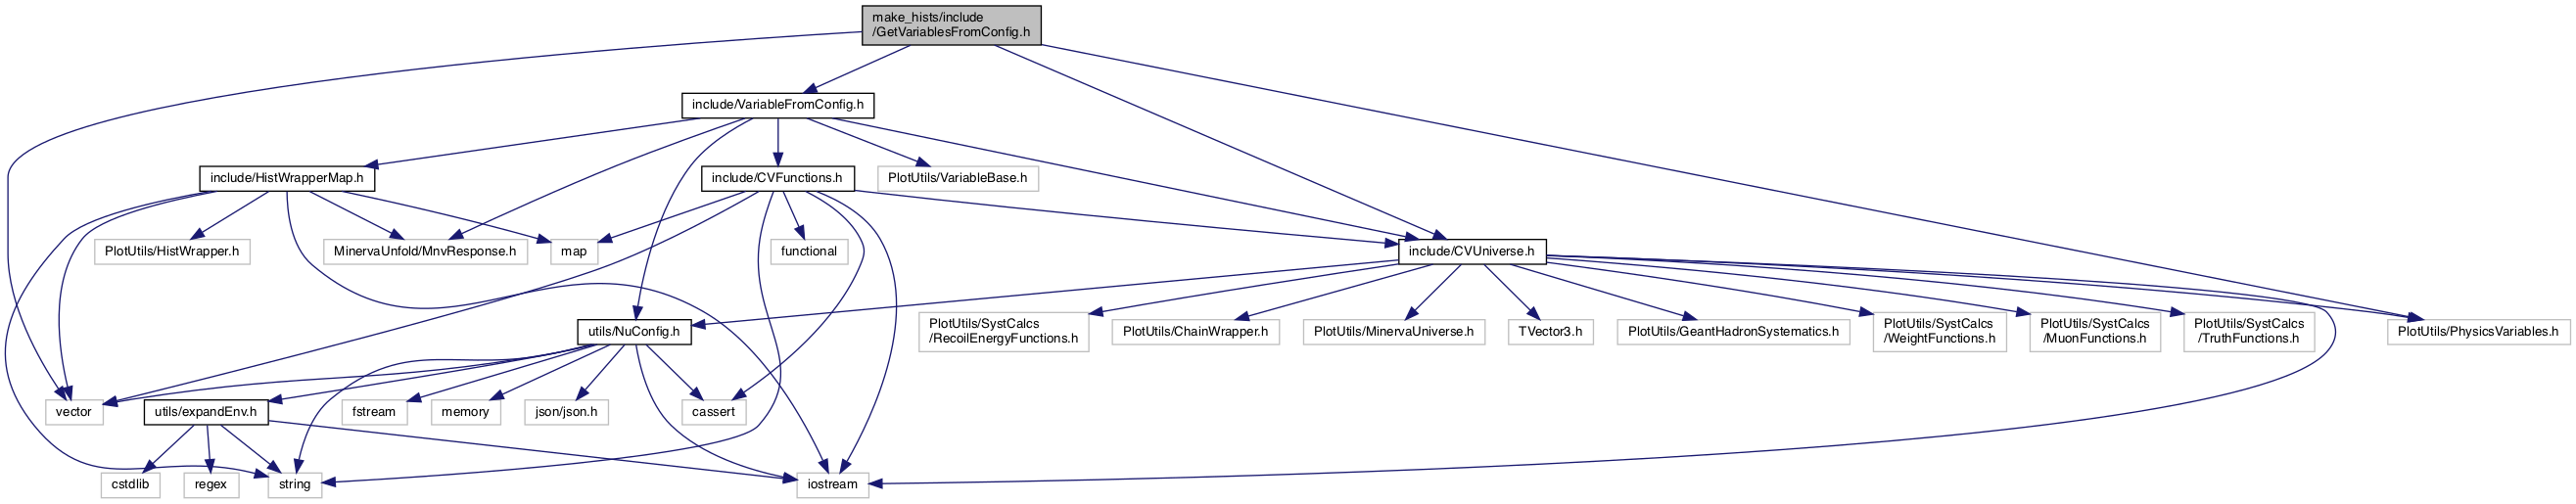 make_hists/include
/GetVariablesFromConfig.h
include/VariableFromConfig.h
include/HistWrapperMap.h
include/CVFunctions.h
PlotUtils/VariableBase.h
PlotUtils/HistWrapper.h
MinervaUnfold/MnvResponse.h
map
functional
include/CVUniverse.h
utils/NuConfig.h
PlotUtils/SystCalcs
/RecoilEnergyFunctions.h
PlotUtils/ChainWrapper.h
PlotUtils/MinervaUniverse.h
TVector3.h
PlotUtils/GeantHadronSystematics.h
PlotUtils/SystCalcs
/WeightFunctions.h
PlotUtils/SystCalcs
/MuonFunctions.h
PlotUtils/SystCalcs
/TruthFunctions.h
PlotUtils/PhysicsVariables.h
vector
utils/expandEnv.h
fstream
memory
json/json.h
cassert
cstdlib
regex
string
iostream